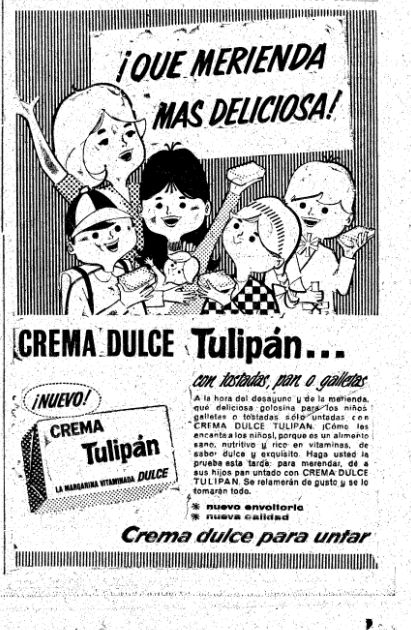 ¡QUE MERIENDA
MAS DELICIOSA!
CREMA DULCE Tulipán...
con tostadas, pan o galletas
¡NUEVO!
CREMA
Tulipán
LA MARGARINA VITAMINADA DULCE
A la hora del desayuno y de la merienda,
qué deliciosa golosina para los niños
galletas o tostadas sólo untadas con
CREMA DULCE TULIPAN. ¡Cómo les
encanta a los niños!, porque es un alimento
sano, nutritivo y rico en vitaminas, de
sabor dulce y exquisito. Haga usted la
prueba esta tarde: para merendar, dé a
sus hijos pan untado con CREMA DULCE
TULIPAN. Se relamerán de gusto y se lo
tomarán todo.
* nuevo envoltorio
* nueva calidad
Crema dulce para untar